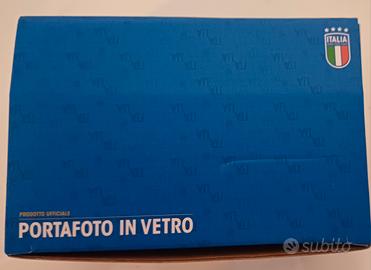 ITALIA
PRODOTTO UFFICIALE
PORTAFOTO IN VETRO
subito